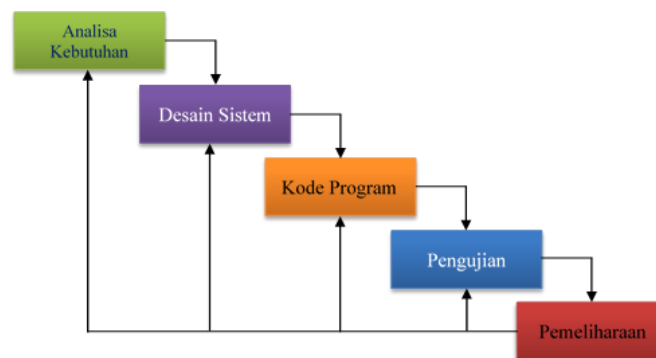 Analisa
Kebutuhan
Desain Sistem
Kode Program
Pengujian
Pemeliharaan